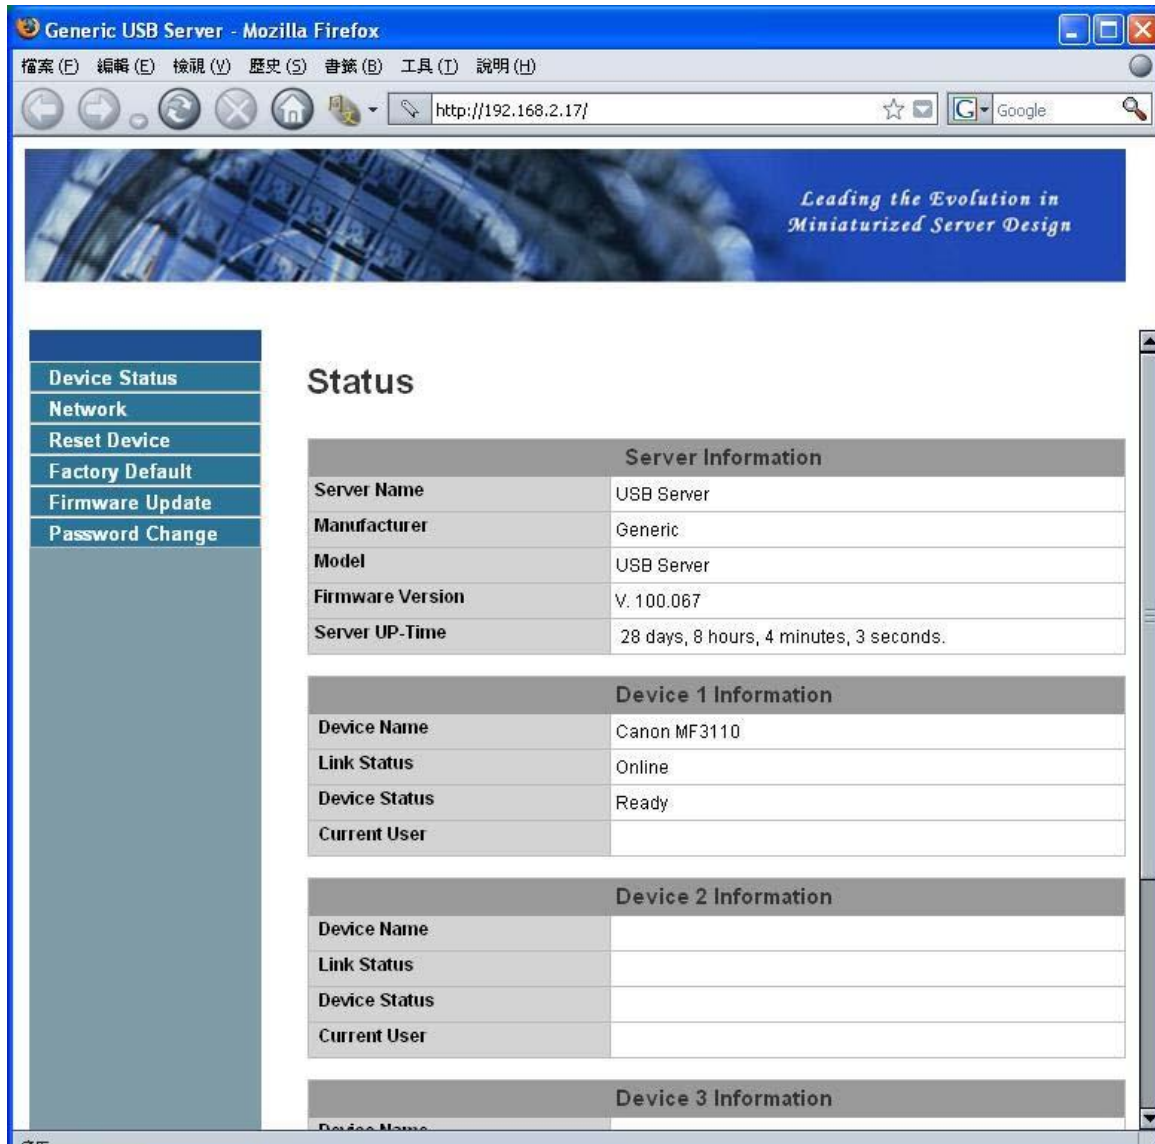 Generic USB Server - Mozilla Firefox
檔案(F) 編輯(E) 檢視(V) 歷史(S) 書籤(B) 工具(T) 說明(H)
http://192.168.2.17/
G Google
Leading the Evolution in
Miniaturized Server Design
Device Status
Network
Reset Device
Factory Default
Firmware Update
Password Change
Status
Server Information
Server Name USB Server
Manufacturer Generic
Model USB Server
Firmware Version V. 100.067
Server UP-Time 28 days, 8 hours, 4 minutes, 3 seconds.
Device 1 Information
Device Name Canon MF3110
Link Status Online
Device Status Ready
Current User
Device 2 Information
Device Name
Link Status
Device Status
Current User
Device 3 Information
Device Name